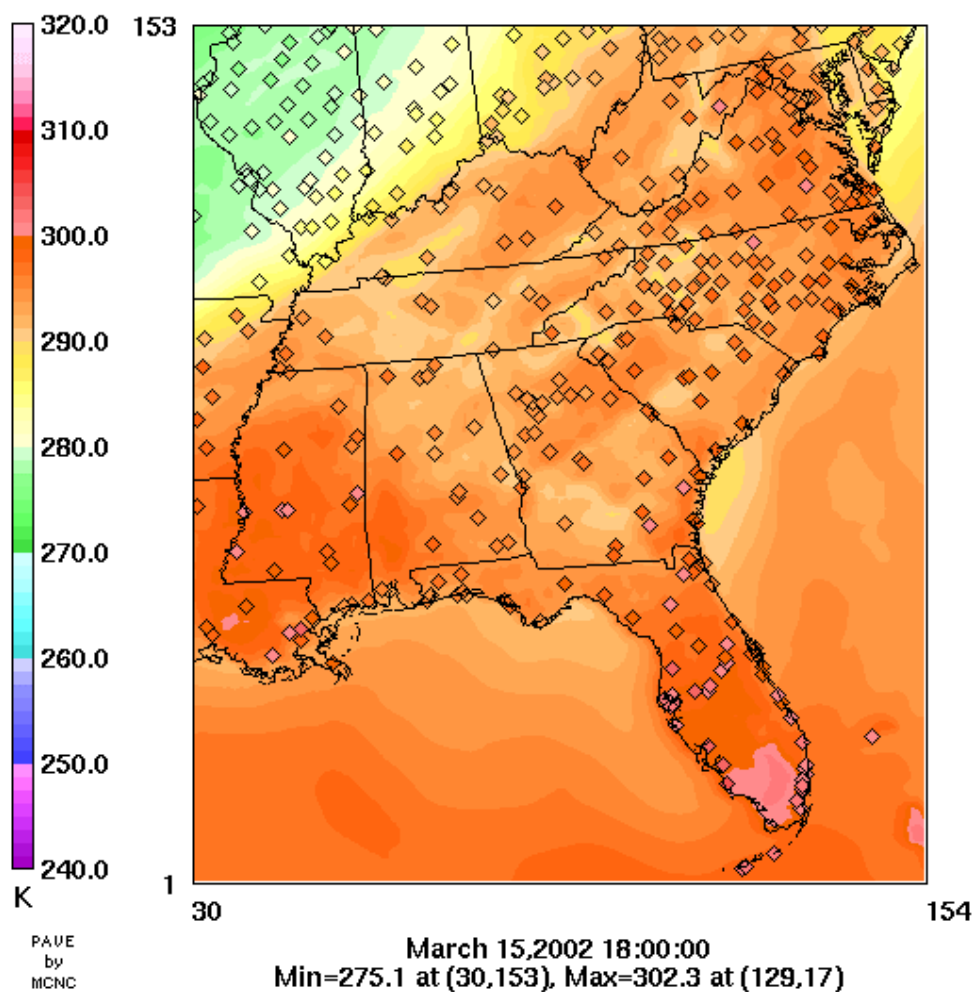 320.0
310.0
300.0
290.0
280.0
270.0
260.0
250.0
240.0
K
153
1
30
154
PAVE
by
MCNC
March 15,2002 18:00:00
Min=275.1 at (30,153), Max=302.3 at (129,17)